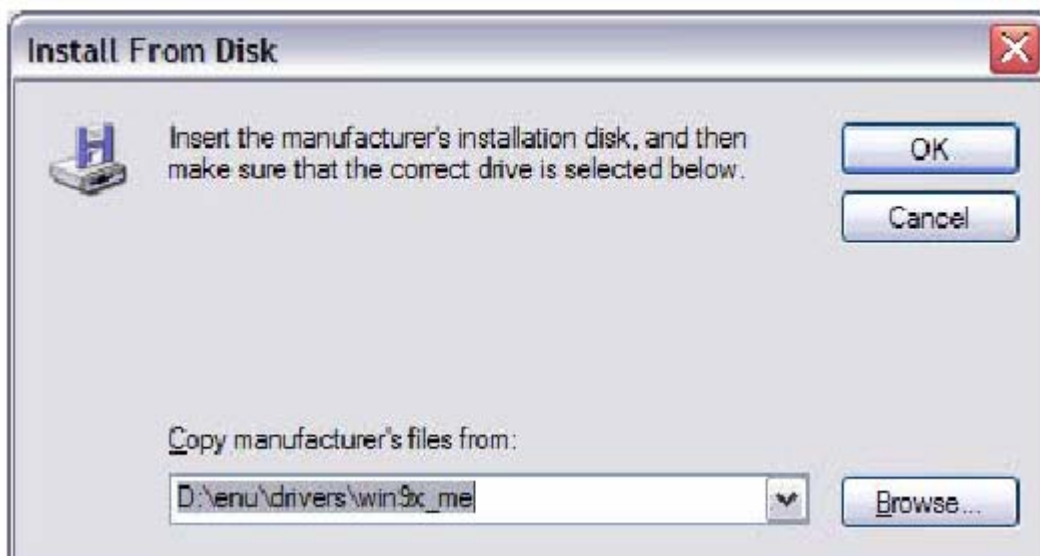 Install From Disk
Insert the manufacturer's installation disk, and then
make sure that the correct drive is selected below.
OK
Cancel
Copy manufacturer's files from:
D:\enu\drivers\win9x_me
Browse...